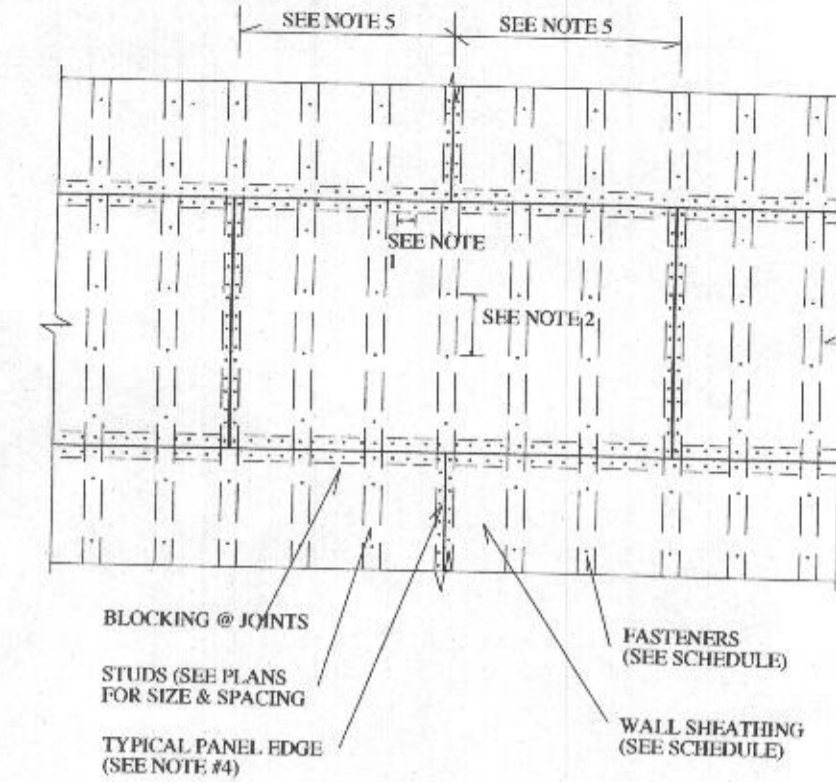 SEE NOTE 5
SEE NOTE 5
SEE NOTE
1
SEE NOTE 2
BLOCKING @ JOINTS
STUDS (SEE PLANS
FOR SIZE & SPACING
TYPICAL PANEL EDGE
(SEE NOTE #4)
FASTENERS
(SEE SCHEDULE)
WALL SHEATHING
(SEE SCHEDULE)